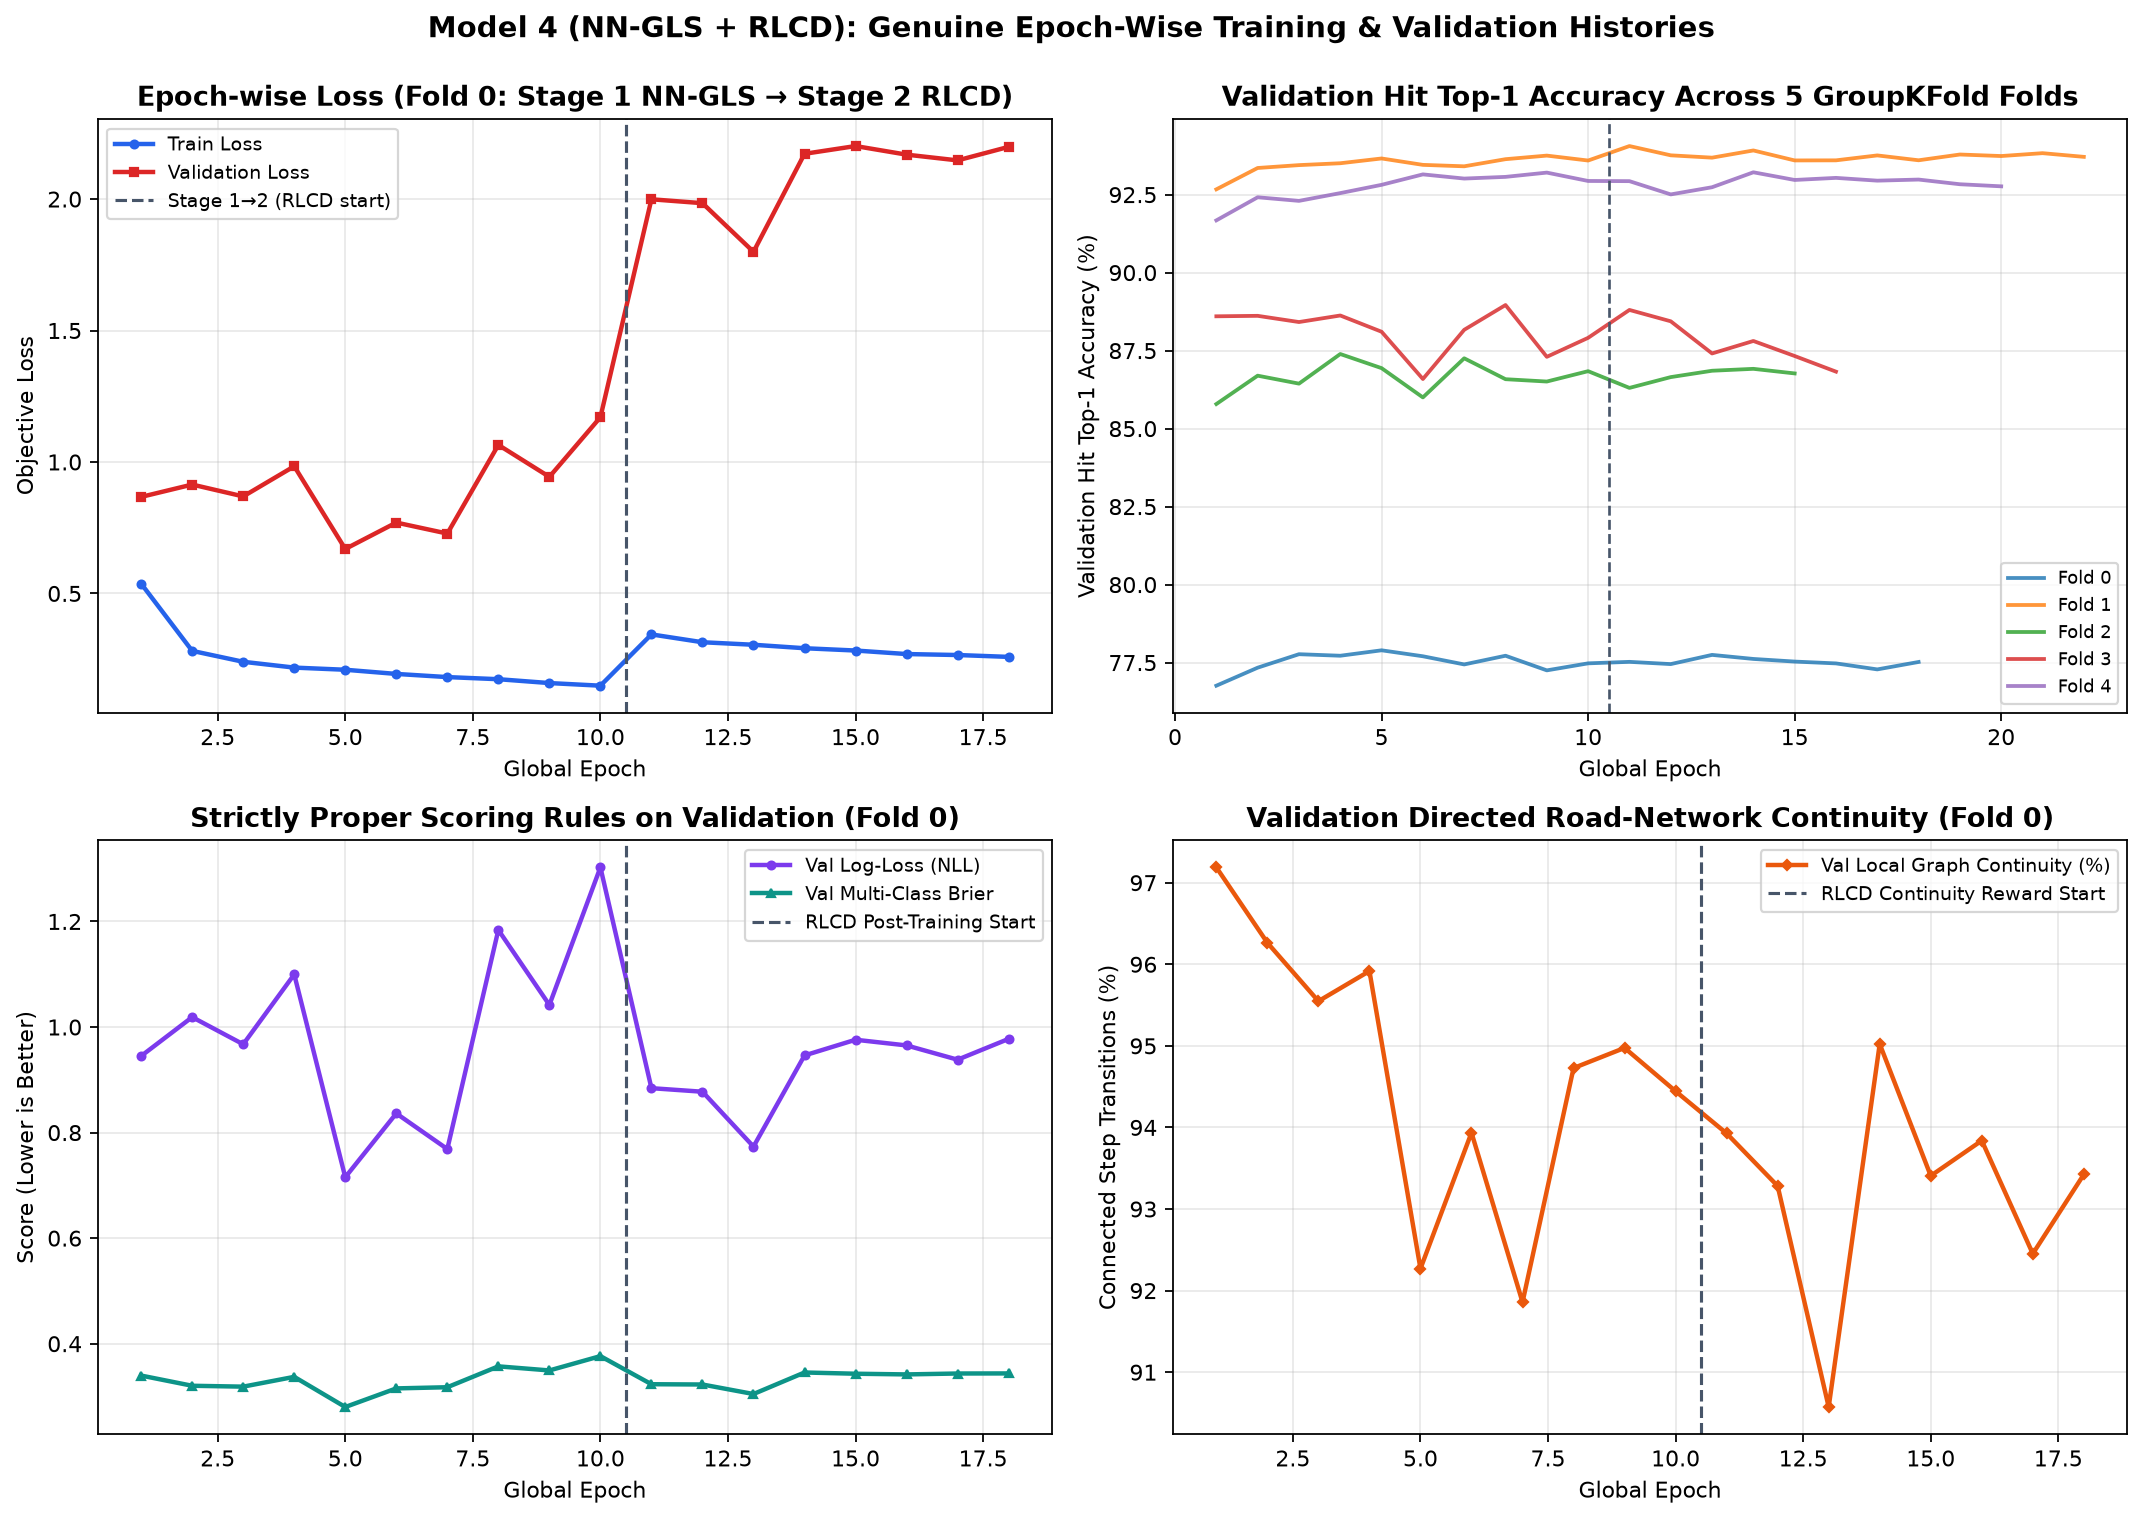 Model 4 (NN-GLS + RLCD): Genuine Epoch-Wise Training & Validation Histories
Epoch-wise Loss (Fold 0: Stage 1 NN-GLS → Stage 2 RLCD)
Train Loss
Validation Loss
Stage 1→2 (RLCD start)
Objective Loss
2.0
1.5
1.0
0.5
2.5
5.0
7.5
10.0
12.5
15.0
17.5
Global Epoch
Validation Hit Top-1 Accuracy Across 5 GroupKFold Folds
Validation Hit Top-1 Accuracy (%)
92.5
90.0
87.5
85.0
82.5
80.0
77.5
Fold 0
Fold 1
Fold 2
Fold 3
Fold 4
0
5
10
15
20
Global Epoch
Strictly Proper Scoring Rules on Validation (Fold 0)
Val Log-Loss (NLL)
Val Multi-Class Brier
RLCD Post-Training Start
Score (Lower is Better)
1.2
1.0
0.8
0.6
0.4
2.5
5.0
7.5
10.0
12.5
15.0
17.5
Global Epoch
Validation Directed Road-Network Continuity (Fold 0)
Val Local Graph Continuity (%)
RLCD Continuity Reward Start
Connected Step Transitions (%)
97
96
95
94
93
92
91
2.5
5.0
7.5
10.0
12.5
15.0
17.5
Global Epoch